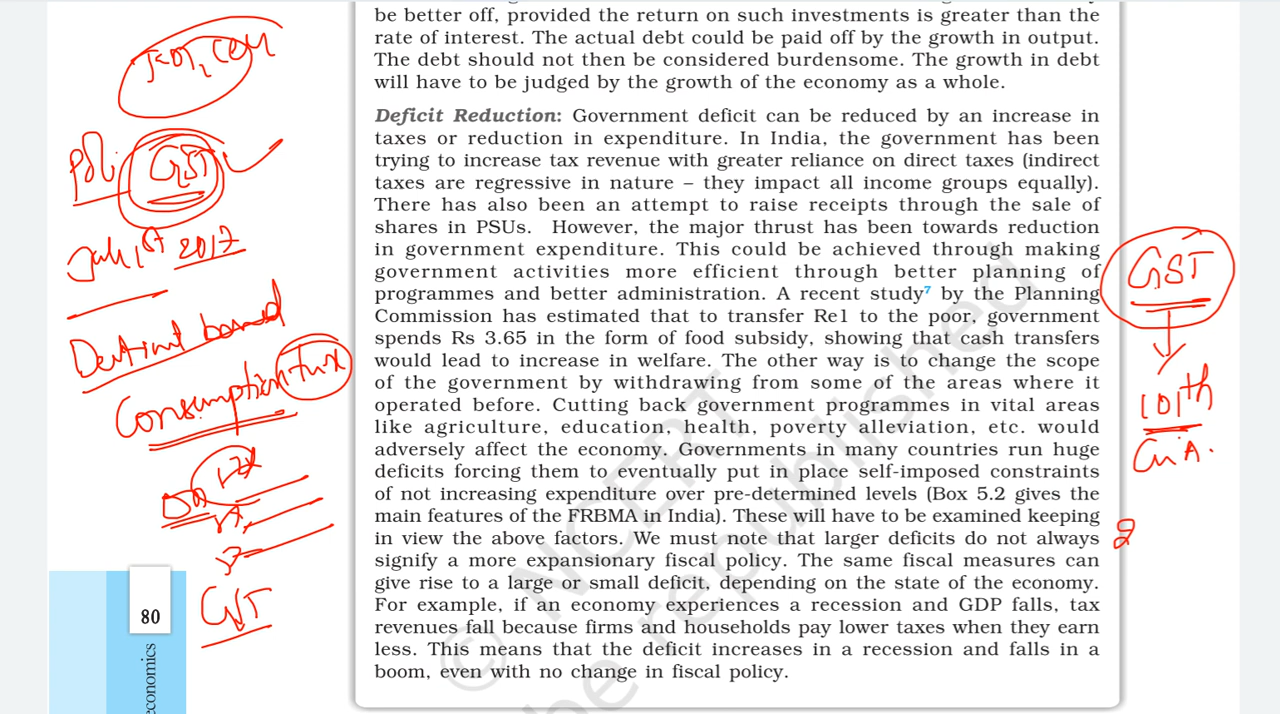 be better off, provided the return on such investments is greater than the
rate of interest. The actual debt could be paid off by the growth in output.
The debt should not then be considered burdensome. The growth in debt
will have to be judged by the growth of the economy as a whole.
Deficit Reduction: Government deficit can be reduced by an increase in
taxes or reduction in expenditure. In India, the government has been
trying to increase tax revenue with greater reliance on direct taxes (indirect
taxes are regressive in nature – they impact all income groups equally).
There has also been an attempt to raise receipts through the sale of
shares in PSUs. However, the major thrust has been towards reduction
in government expenditure. This could be achieved through making
government activities more efficient through better planning of
programmes and better administration. A recent study7 by the Planning
Commission has estimated that to transfer Re1 to the poor, government
spends Rs 3.65 in the form of food subsidy, showing that cash transfers
would lead to increase in welfare. The other way is to change the scope
of the government by withdrawing from some of the areas where it
operated before. Cutting back government programmes in vital areas
like agriculture, education, health, poverty alleviation, etc. would
adversely affect the economy. Governments in many countries run huge
deficits forcing them to eventually put in place self-imposed constraints
of not increasing expenditure over pre-determined levels (Box 5.2 gives the
main features of the FRBMA in India). These will have to be examined keeping
in view the above factors. We must note that larger deficits do not always
signify a more expansionary fiscal policy. The same fiscal measures can
give rise to a large or small deficit, depending on the state of the economy.
For example, if an economy experiences a recession and GDP falls, tax
revenues fall because firms and households pay lower taxes when they earn
less. This means that the deficit increases in a recession and falls in a
boom, even with no change in fiscal policy.
GST
July 1st 2017
based
Consumption Tax
GST
80
economics
GST
101th
C.A.
2
© NCERT
be republished